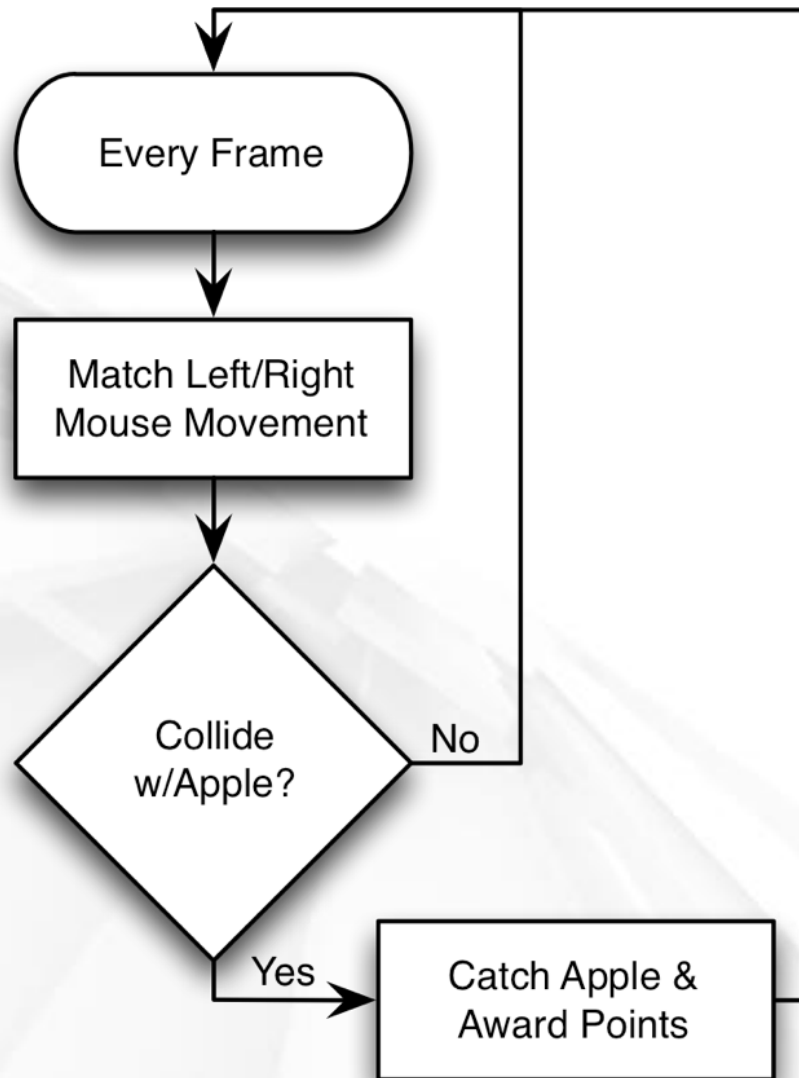 Every Frame
Match Left/Right
Mouse Movement
Collide
w/Apple?
No
Yes
Catch Apple &
Award Points